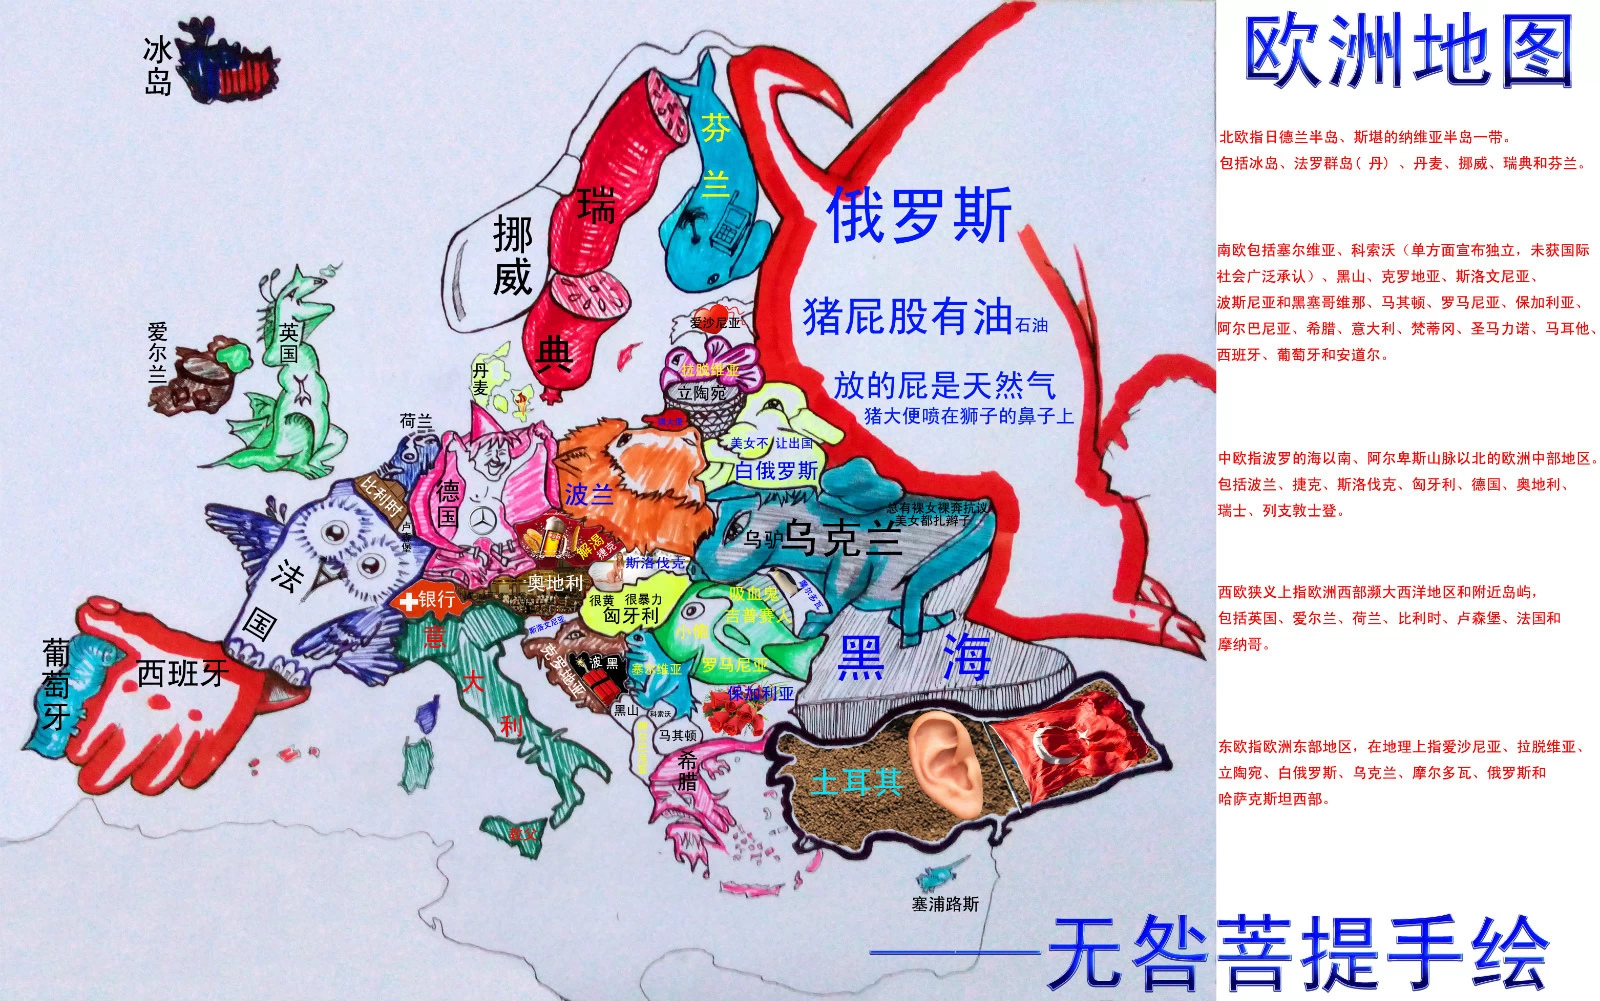 欧洲地图
北欧指日德兰半岛、斯堪的纳维亚半岛一带。
包括冰岛、法罗群岛（丹）、丹麦、挪威、瑞典和芬兰。
南欧包括塞尔维亚、科索沃（单方面宣布独立，未获国际
社会广泛承认）、黑山、克罗地亚、斯洛文尼亚、
波斯尼亚和黑塞哥维那、马其顿、罗马尼亚、保加利亚、
阿尔巴尼亚、希腊、意大利、梵蒂冈、圣马力诺、马耳他、
西班牙、葡萄牙和安道尔。
中欧指波罗的海以南、阿尔卑斯山脉以北的欧洲中部地区。
包括波兰、捷克、斯洛伐克、匈牙利、德国、奥地利、
瑞士、列支敦士登。
西欧狭义上指欧洲西部濒大西洋地区和附近岛屿，
包括英国、爱尔兰、荷兰、比利时、卢森堡、法国和
摩纳哥。
东欧指欧洲东部地区，在地理上指爱沙尼亚、拉脱维亚、
立陶宛、白俄罗斯、乌克兰、摩尔多瓦、俄罗斯和
哈萨克斯坦西部。
冰岛
芬兰
挪威
瑞典
俄罗斯
猪屁股有油石油
放的屁是天然气
猪大便喷在狮子的鼻子上
爱尔兰
英国
丹麦
爱沙尼亚
拉脱维亚
立陶宛
猪大便
美女不 让出国
白俄罗斯
荷兰
比利时
卢森堡
德国
波兰
总有裸女裸奔抗议
美女都扎辫子
乌驴乌克兰
解渴
捷克
斯洛伐克
法国
银行
奥地利
很黄 很暴力
匈牙利
吸血鬼
吉普赛人
小偷
罗马尼亚
摩尔多瓦
黑海
意大利
斯洛文尼亚
克罗地亚
波黑
塞尔维亚
保加利亚
黑山
科索沃
马其顿
希腊
葡萄牙
西班牙
土耳其
教父
塞浦路斯
——无咎菩提手绘